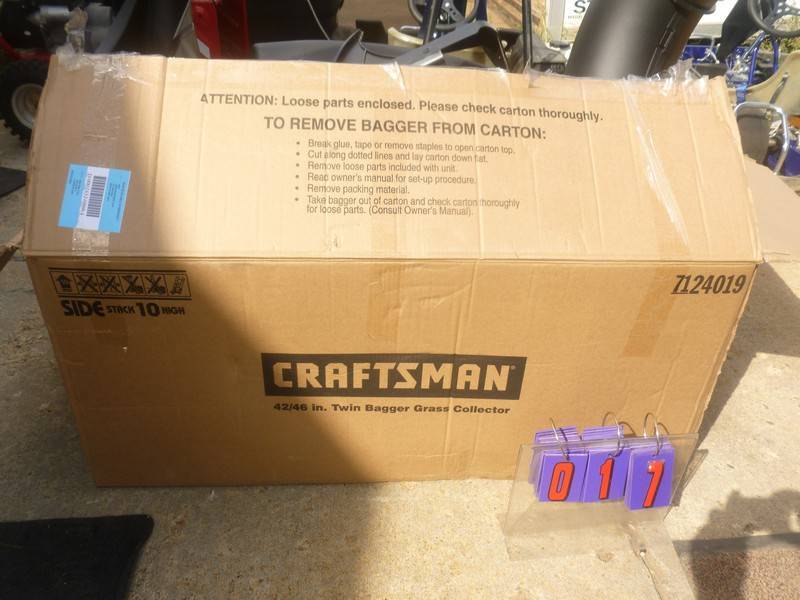 ATTENTION: Loose parts enclosed. Please check carton thoroughly.
TO REMOVE BAGGER FROM CARTON:
• Break glue, tape or remove staples to open carton top.
• Cut along dotted lines and lay carton down flat.
• Remove loose parts included with unit.
• Read owner's manual for set-up procedure.
• Remove packing material.
• Take bagger out of carton and check carton thoroughly
for loose parts. (Consult Owner's Manual).
7124019
SIDE STACK 10 HIGH
CRAFTSMAN
42/46 in. Twin Bagger Grass Collector
017